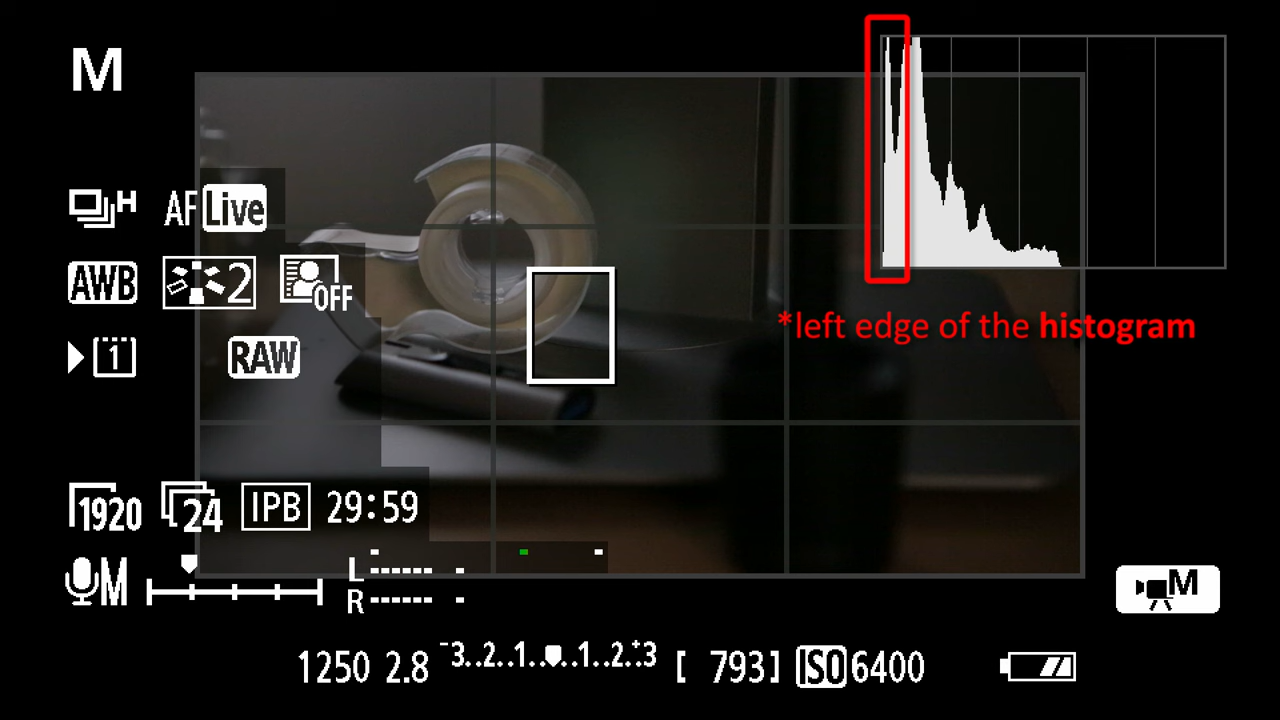 M
H
AF Live
AWB 2 OFF
*left edge of the histogram
1 RAW
1920 24 IPB 29:59
M
L
R
M
1250 2.8 -3..2..1..▼..1..2..+3 [ 793] ISO 6400